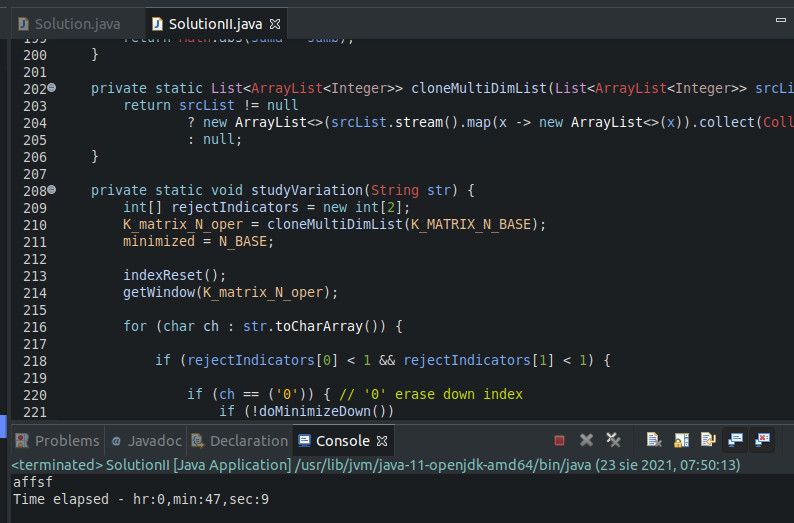 Solution.java SolutionII.java
199 return Math.abs(suma - sumb);
200 }
201
202 private static List<ArrayList<Integer>> cloneMultiDimList(List<ArrayList<Integer>> srcLi
203 return srcList != null
204 ? new ArrayList<>(srcList.stream().map(x -> new ArrayList<>(x)).collect(Coll
205 : null;
206 }
207
208 private static void studyVariation(String str) {
209 int[] rejectIndicators = new int[2];
210 K_matrix_N_oper = cloneMultiDimList(K_MATRIX_N_BASE);
211 minimized = N_BASE;
212
213 indexReset();
214 getWindow(K_matrix_N_oper);
215
216 for (char ch : str.toCharArray()) {
217
218 if (rejectIndicators[0] < 1 && rejectIndicators[1] < 1) {
219
220 if (ch == ('0')) { // '0' erase down index
221 if (!doMinimizeDown())
Problems @ Javadoc Declaration Console
<terminated> SolutionII [Java Application] /usr/lib/jvm/java-11-openjdk-amd64/bin/java (23 sie 2021, 07:50:13)
affsf
Time elapsed - hr:0,min:47,sec:9